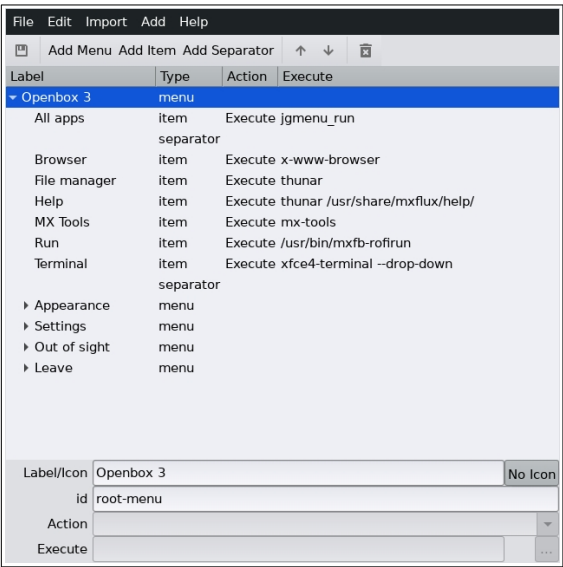 File Edit Import Add Help
Add Menu Add Item Add Separator
Label Type Action Execute
Openbox 3 menu
All apps item Execute jgmenu_run
separator
Browser item Execute x-www-browser
File manager item Execute thunar
Help item Execute thunar /usr/share/mxflux/help/
MX Tools item Execute mx-tools
Run item Execute /usr/bin/mxfb-rofirun
Terminal item Execute xfce4-terminal --drop-down
separator
Appearance menu
Settings menu
Out of sight menu
Leave menu
Label/Icon Openbox 3 No Icon
id root-menu
Action
Execute ...